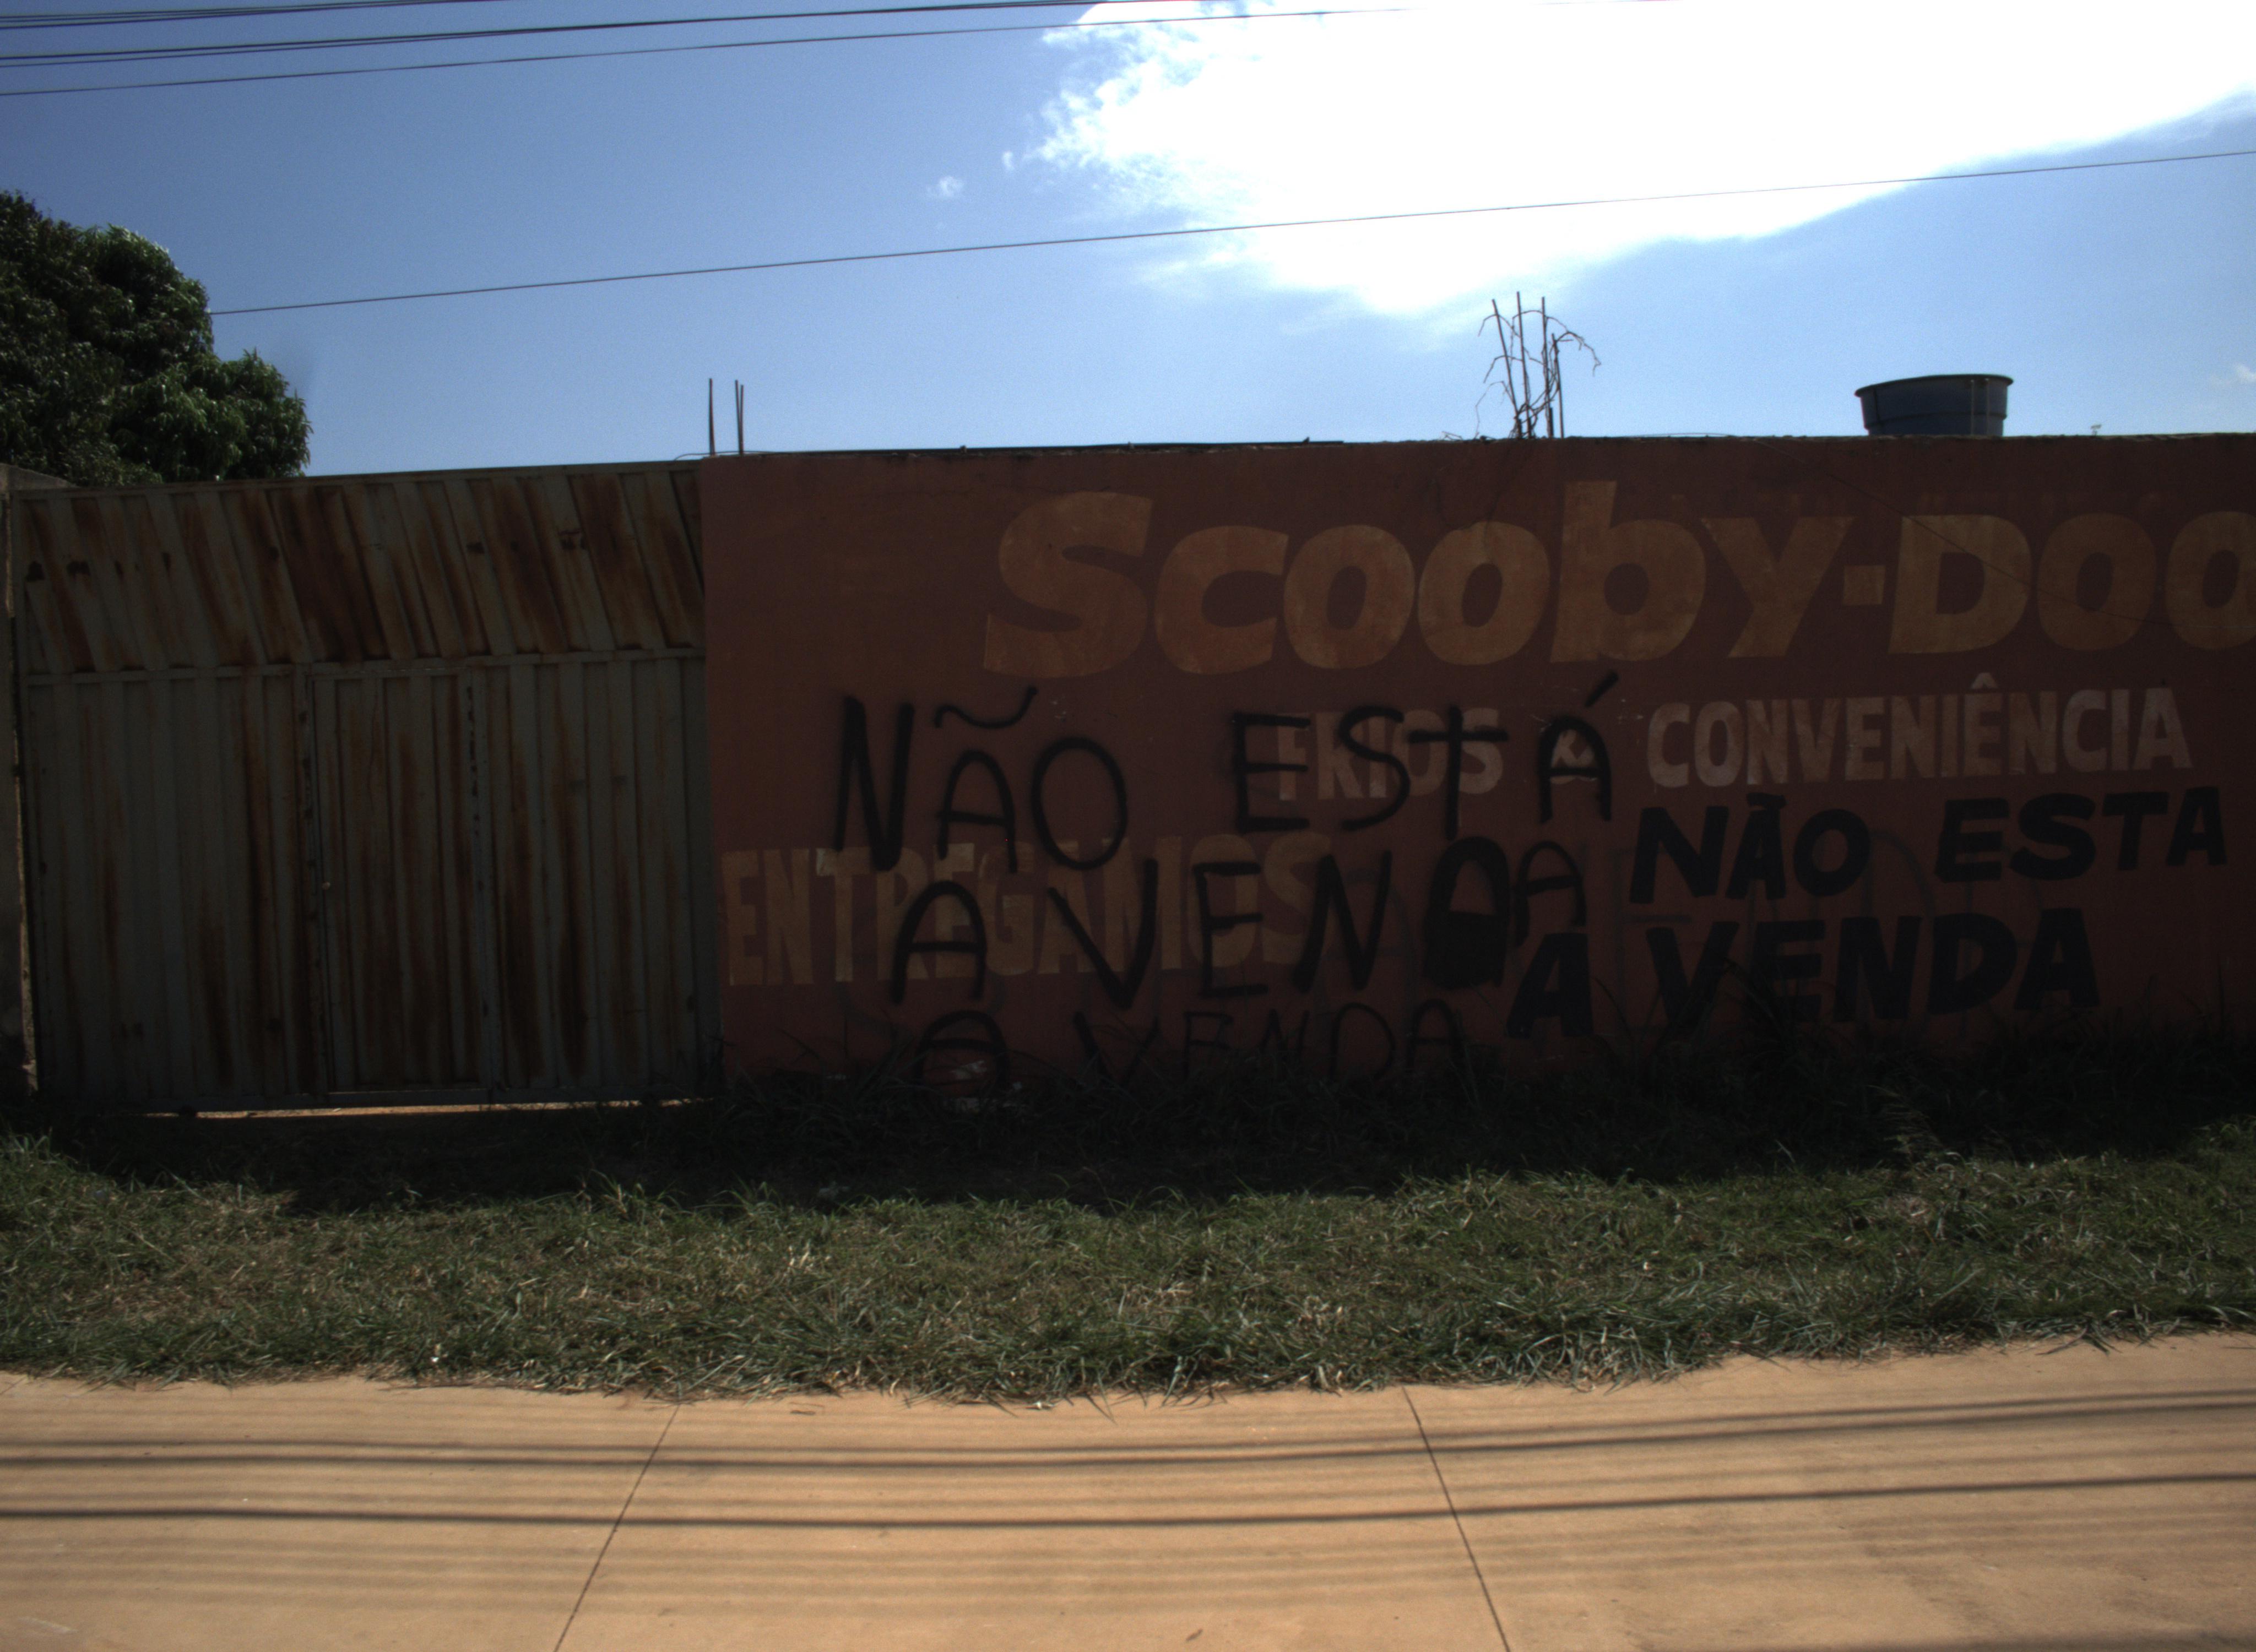 Scooby-Doo
FRIOS & CONVENIÊNCIA
NÃO ESTÁ
NÃO ESTA
ENTREGAMOS
A VENDA
A VENDA
A VENDA